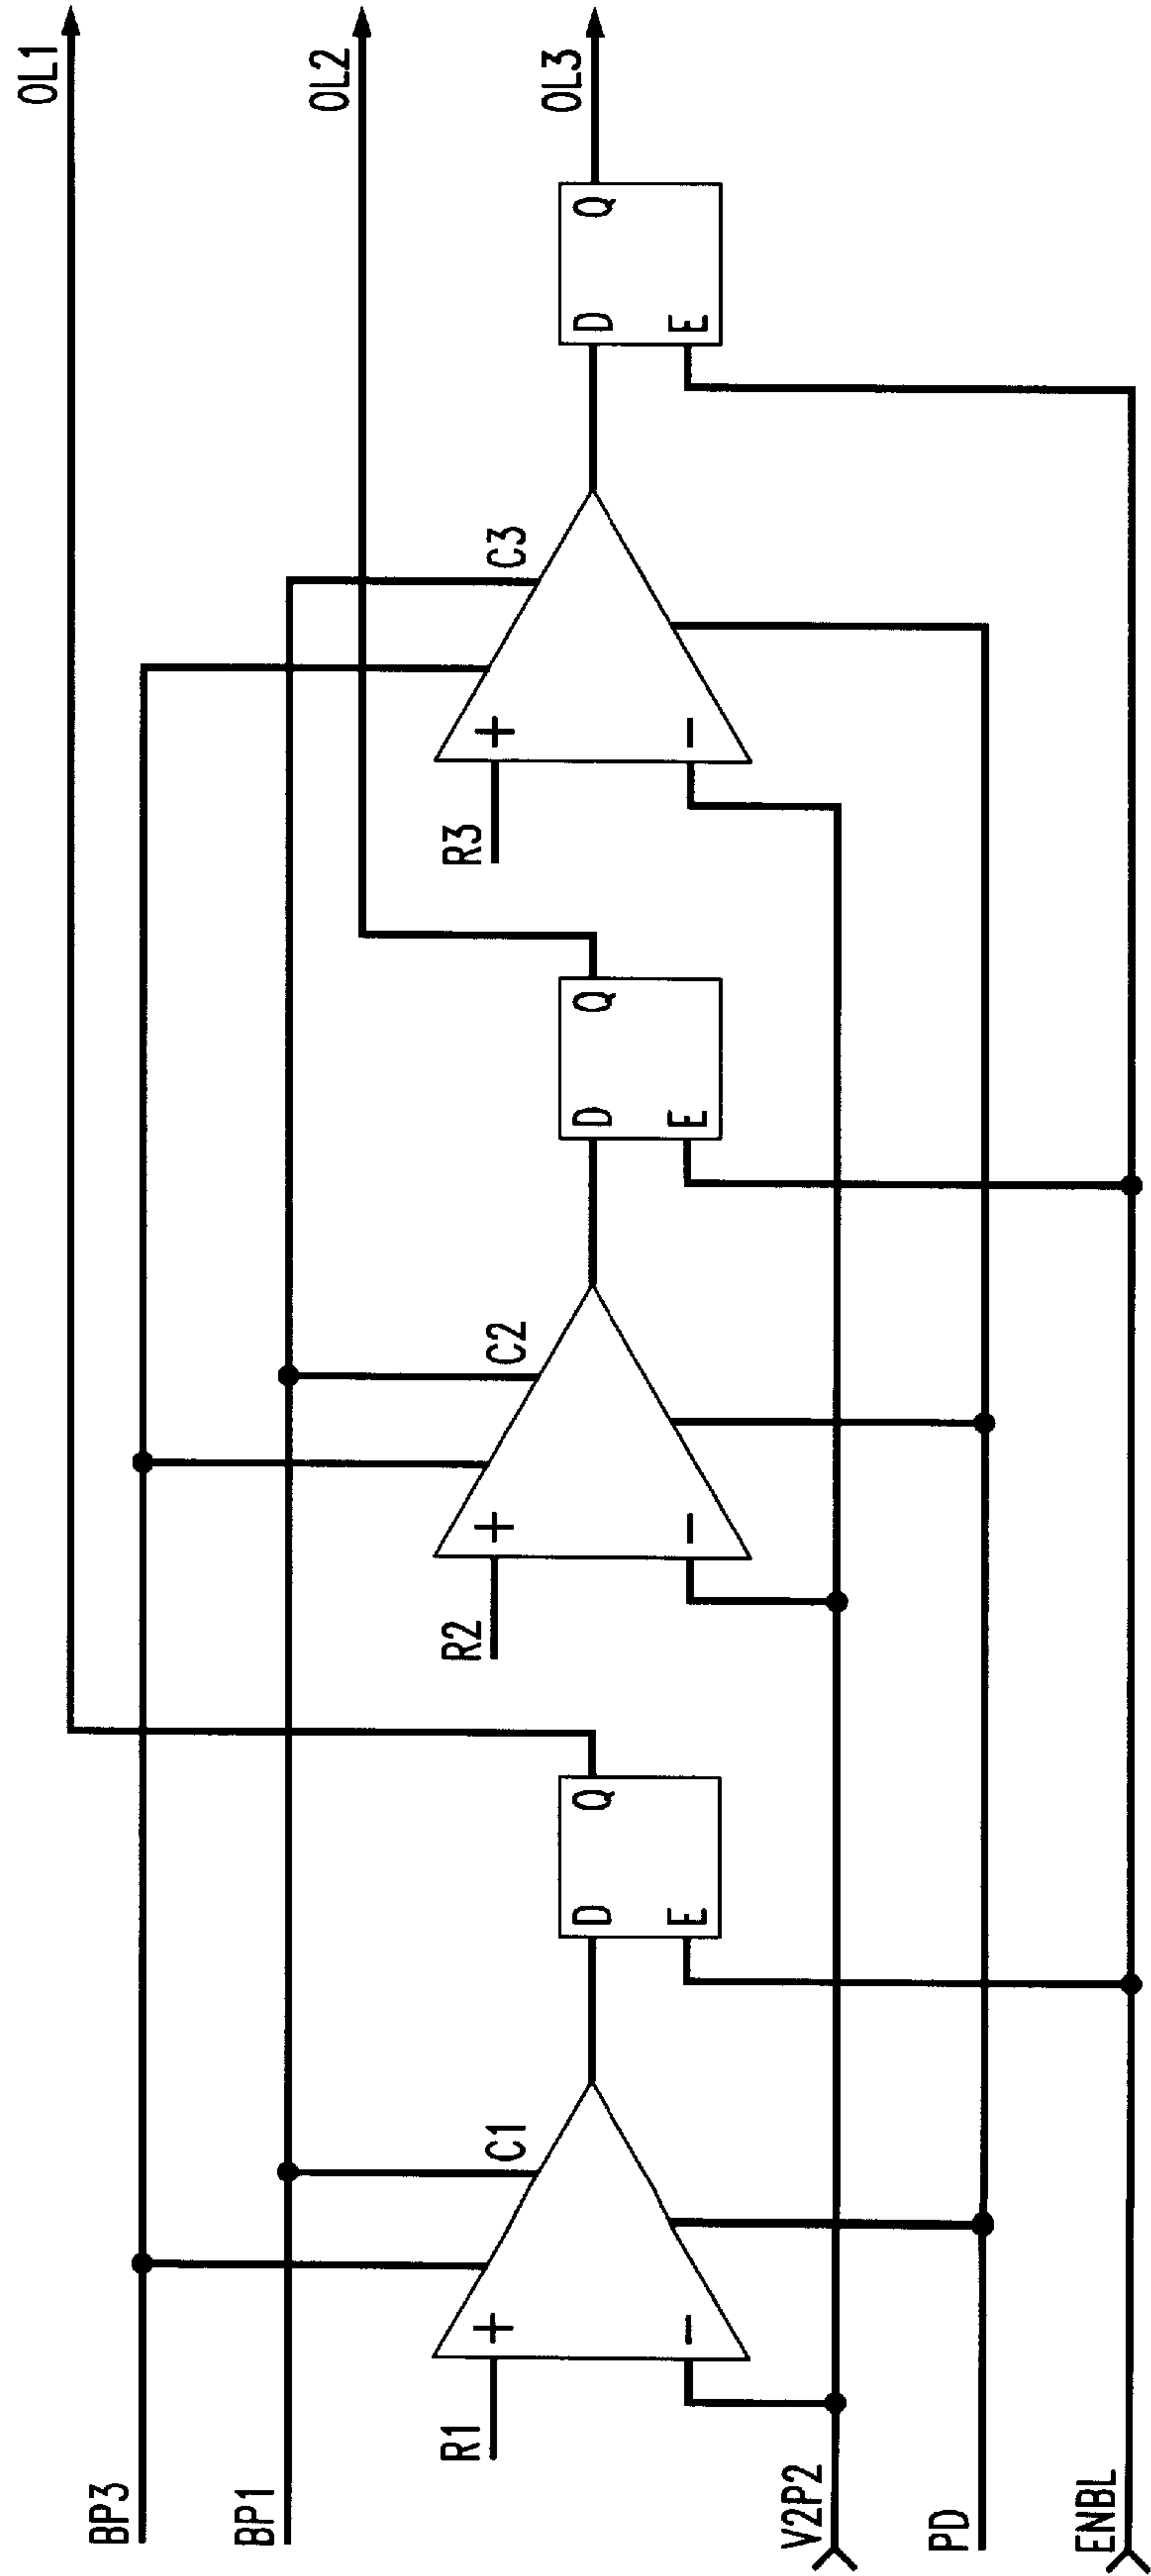 OL1
OL2
OL3
BP3
BP1
C1
C2
C3
R1
+
−
D
Q
E
R2
+
−
D
Q
E
R3
+
−
D
Q
E
V2P2
PD
ENBL